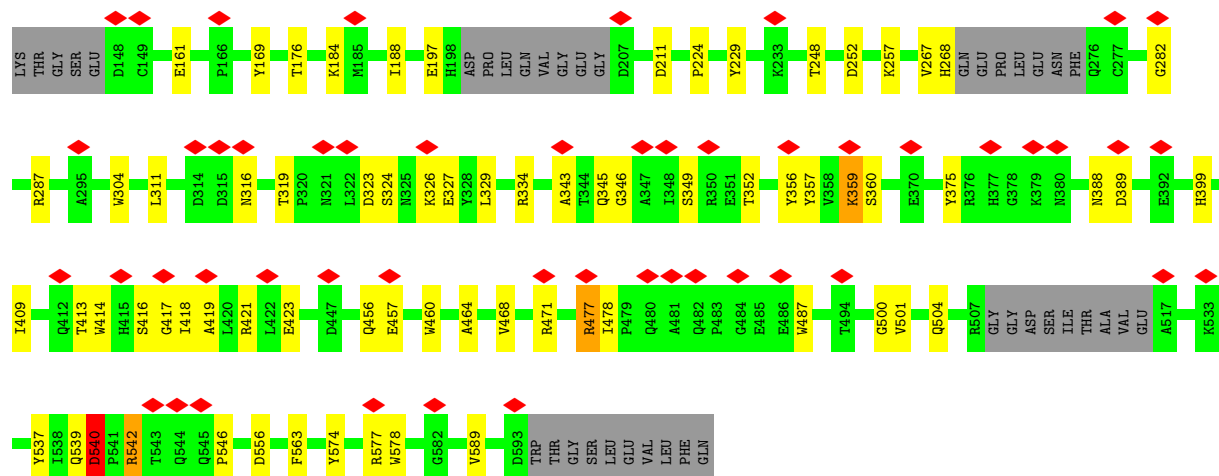 LYS THR GLY SER GLU D148 C149 E161 P166 Y169 T176 K184 M185 I188 E197 H198 ASP PRO LEU GLN VAL GLY GLU GLY D207 D211 P224 Y229 K233 T248 D252 K257 V267 H268 GLN GLU PRO LEU GLU ASN PHE Q276 C277 G282
R287 A295 W304 L311 D314 D315 N316 T319 P320 N321 L322 D323 S324 N325 K326 E327 Y328 L329 R334 A343 T344 Q345 G346 A347 I348 S349 R350 E351 T352 Y356 Y357 V358 K359 S360 E370 Y375 R376 H377 G378 K379 N380 N388 D389 E392 H399
I409 Q412 T413 W414 H415 S416 G417 I418 A419 L420 R421 L422 E423 D447 Q456 E457 W460 A464 V468 R471 R477 I478 P479 Q480 A481 Q482 P483 G484 E485 E486 W487 T494 G500 V501 Q504 R507 GLY GLY ASP SER ILE THR ALA VAL GLU A517 K533
Y537 I538 Q539 D540 P541 R542 T543 Q544 Q545 P546 D556 F563 Y574 R577 W578 G582 V589 D593 TRP THR GLY SER LEU GLU VAL LEU PHE GLN